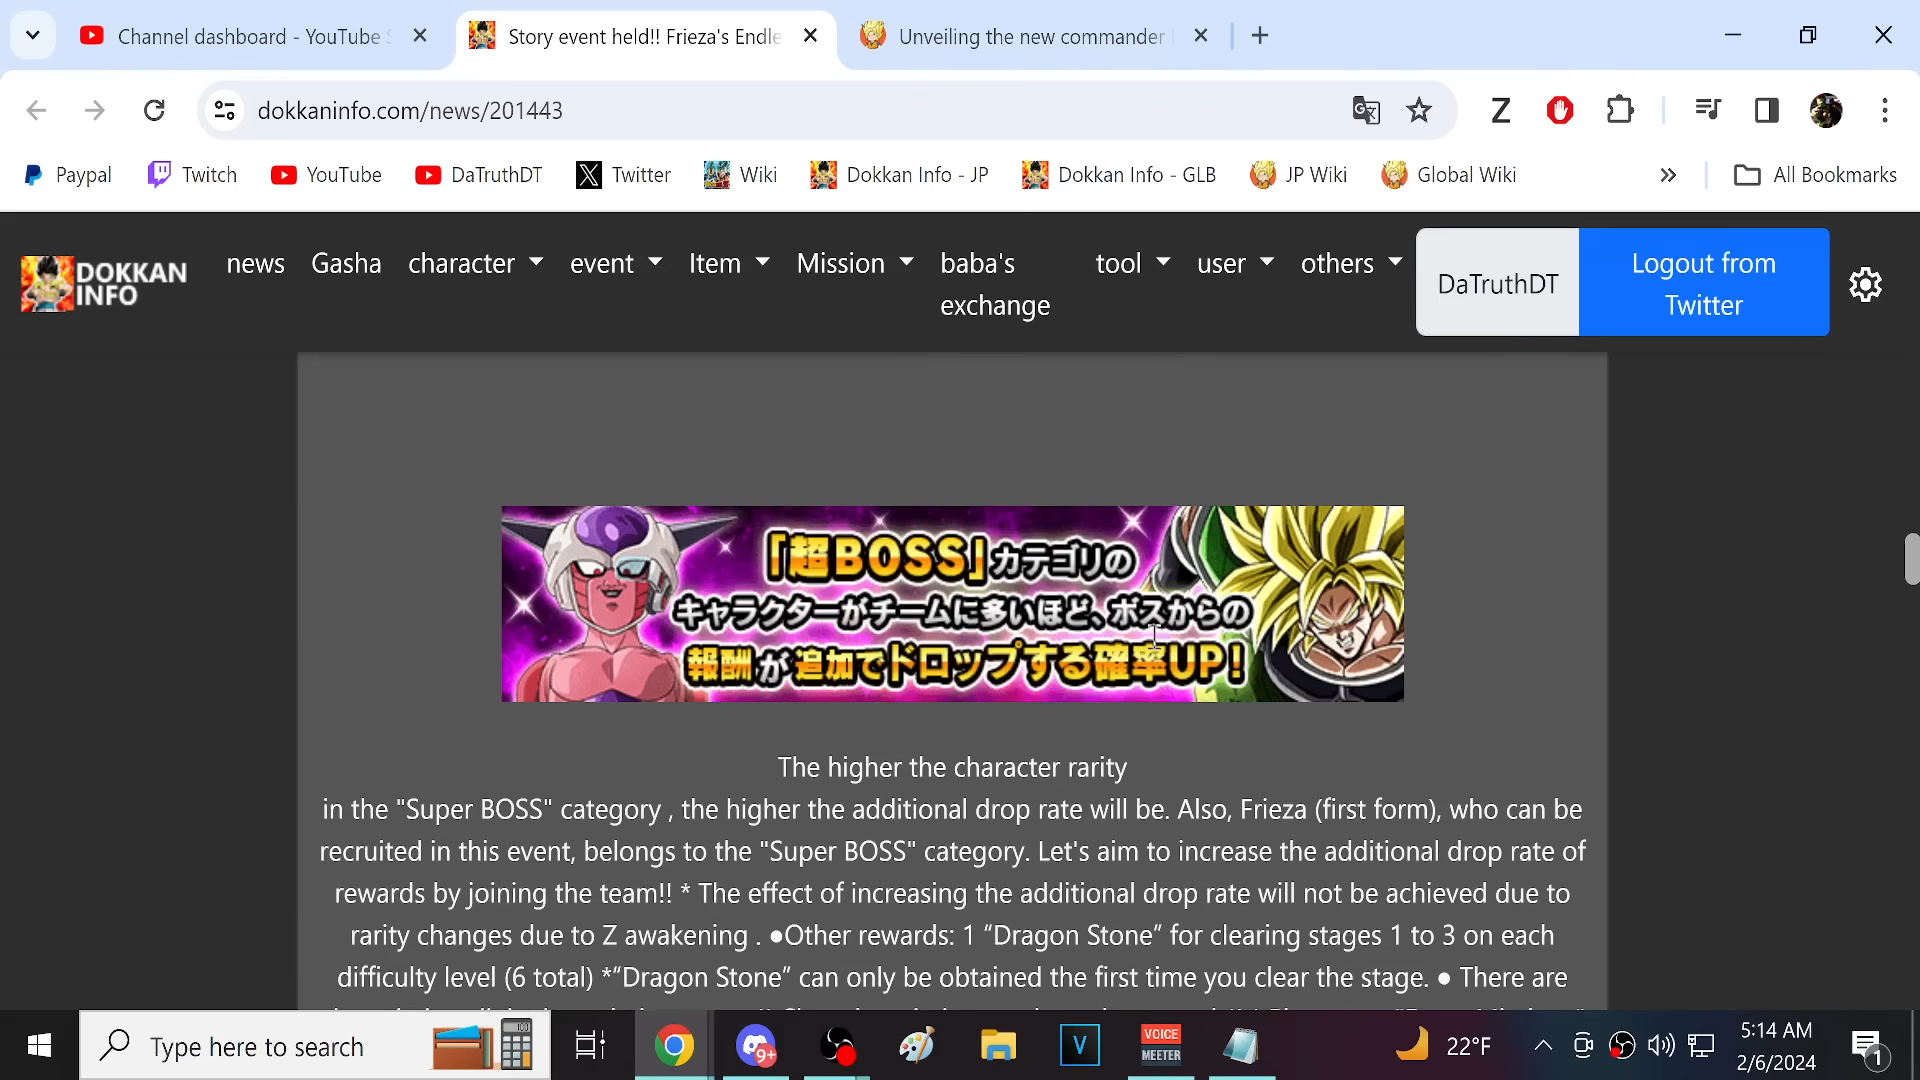 Channel dashboard - YouTube S
Story event held!! Frieza's Endle
Unveiling the new commander
dokkaninfo.com/news/201443
Paypal
Twitch
YouTube
DaTruthDT
Twitter
Wiki
Dokkan Info - JP
Dokkan Info - GLB
JP Wiki
Global Wiki
All Bookmarks
DOKKAN INFO
news
Gasha
character
event
Item
Mission
baba's exchange
tool
user
others
DaTruthDT
Logout from Twitter
「超BOSS」カテゴリの
キャラクターがチームに多いほど、ボスからの
報酬が追加でドロップする確率UP!
The higher the character rarity
in the "Super BOSS" category , the higher the additional drop rate will be. Also, Frieza (first form), who can be
recruited in this event, belongs to the "Super BOSS" category. Let's aim to increase the additional drop rate of
rewards by joining the team!! * The effect of increasing the additional drop rate will not be achieved due to
rarity changes due to Z awakening . ●Other rewards: 1 “Dragon Stone” for clearing stages 1 to 3 on each
difficulty level (6 total) *“Dragon Stone” can only be obtained the first time you clear the stage. ● There are
Type here to search
9+
V
VOICE MEETER
22°F
5:14 AM
2/6/2024
1